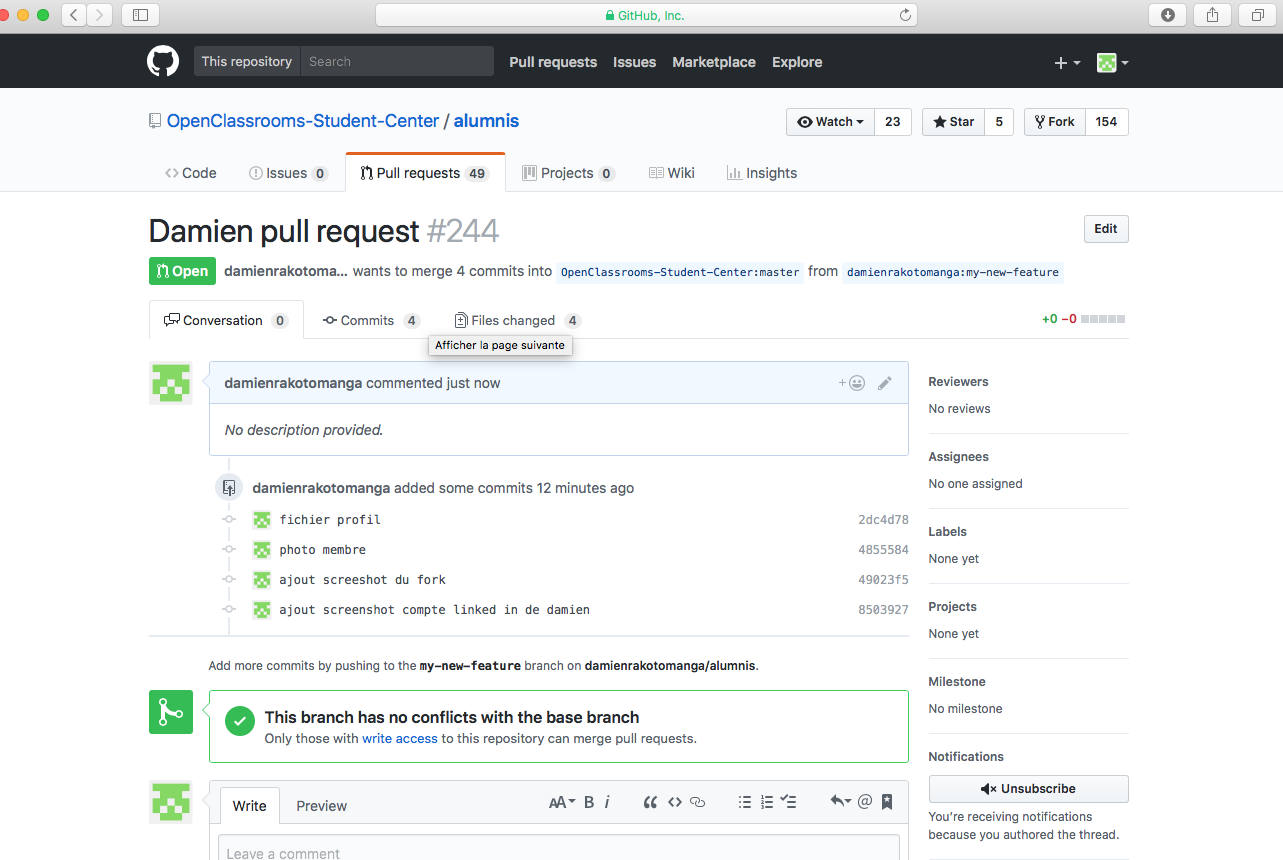 GitHub, Inc.
This repository Search Pull requests Issues Marketplace Explore
OpenClassrooms-Student-Center / alumnis Watch 23 Star 5 Fork 154
Code Issues 0 Pull requests 49 Projects 0 Wiki Insights
Damien pull request #244 Edit
Open damienrakotoma... wants to merge 4 commits into OpenClassrooms-Student-Center:master from damienrakotomanga:my-new-feature
Conversation 0 Commits 4 Files changed 4 +0 −0
Afficher la page suivante
damienrakotomanga commented just now
No description provided.
damienrakotomanga added some commits 12 minutes ago
fichier profil 2dc4d78
photo membre 4855584
ajout screeshot du fork 49023f5
ajout screenshot compte linked in de damien 8503927
Add more commits by pushing to the my-new-feature branch on damienrakotomanga/alumnis.
This branch has no conflicts with the base branch
Only those with write access to this repository can merge pull requests.
Write Preview AA B i
Leave a comment
Reviewers
No reviews
Assignees
No one assigned
Labels
None yet
Projects
None yet
Milestone
No milestone
Notifications
Unsubscribe
You're receiving notifications
because you authored the thread.